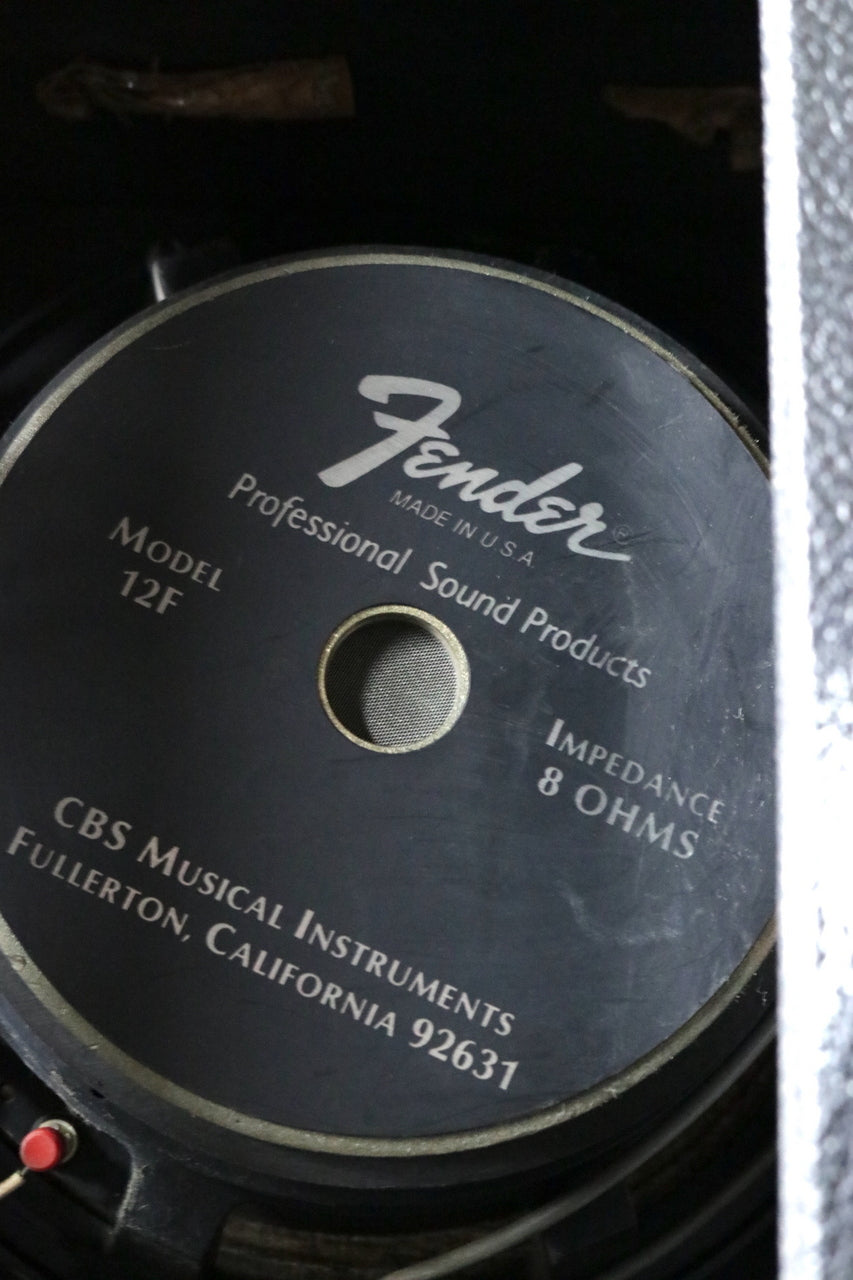 Fender®
MADE IN U.S.A.
Professional Sound Products
MODEL
12F
IMPEDANCE
8 OHMS
CBS MUSICAL INSTRUMENTS
FULLERTON, CALIFORNIA 92631